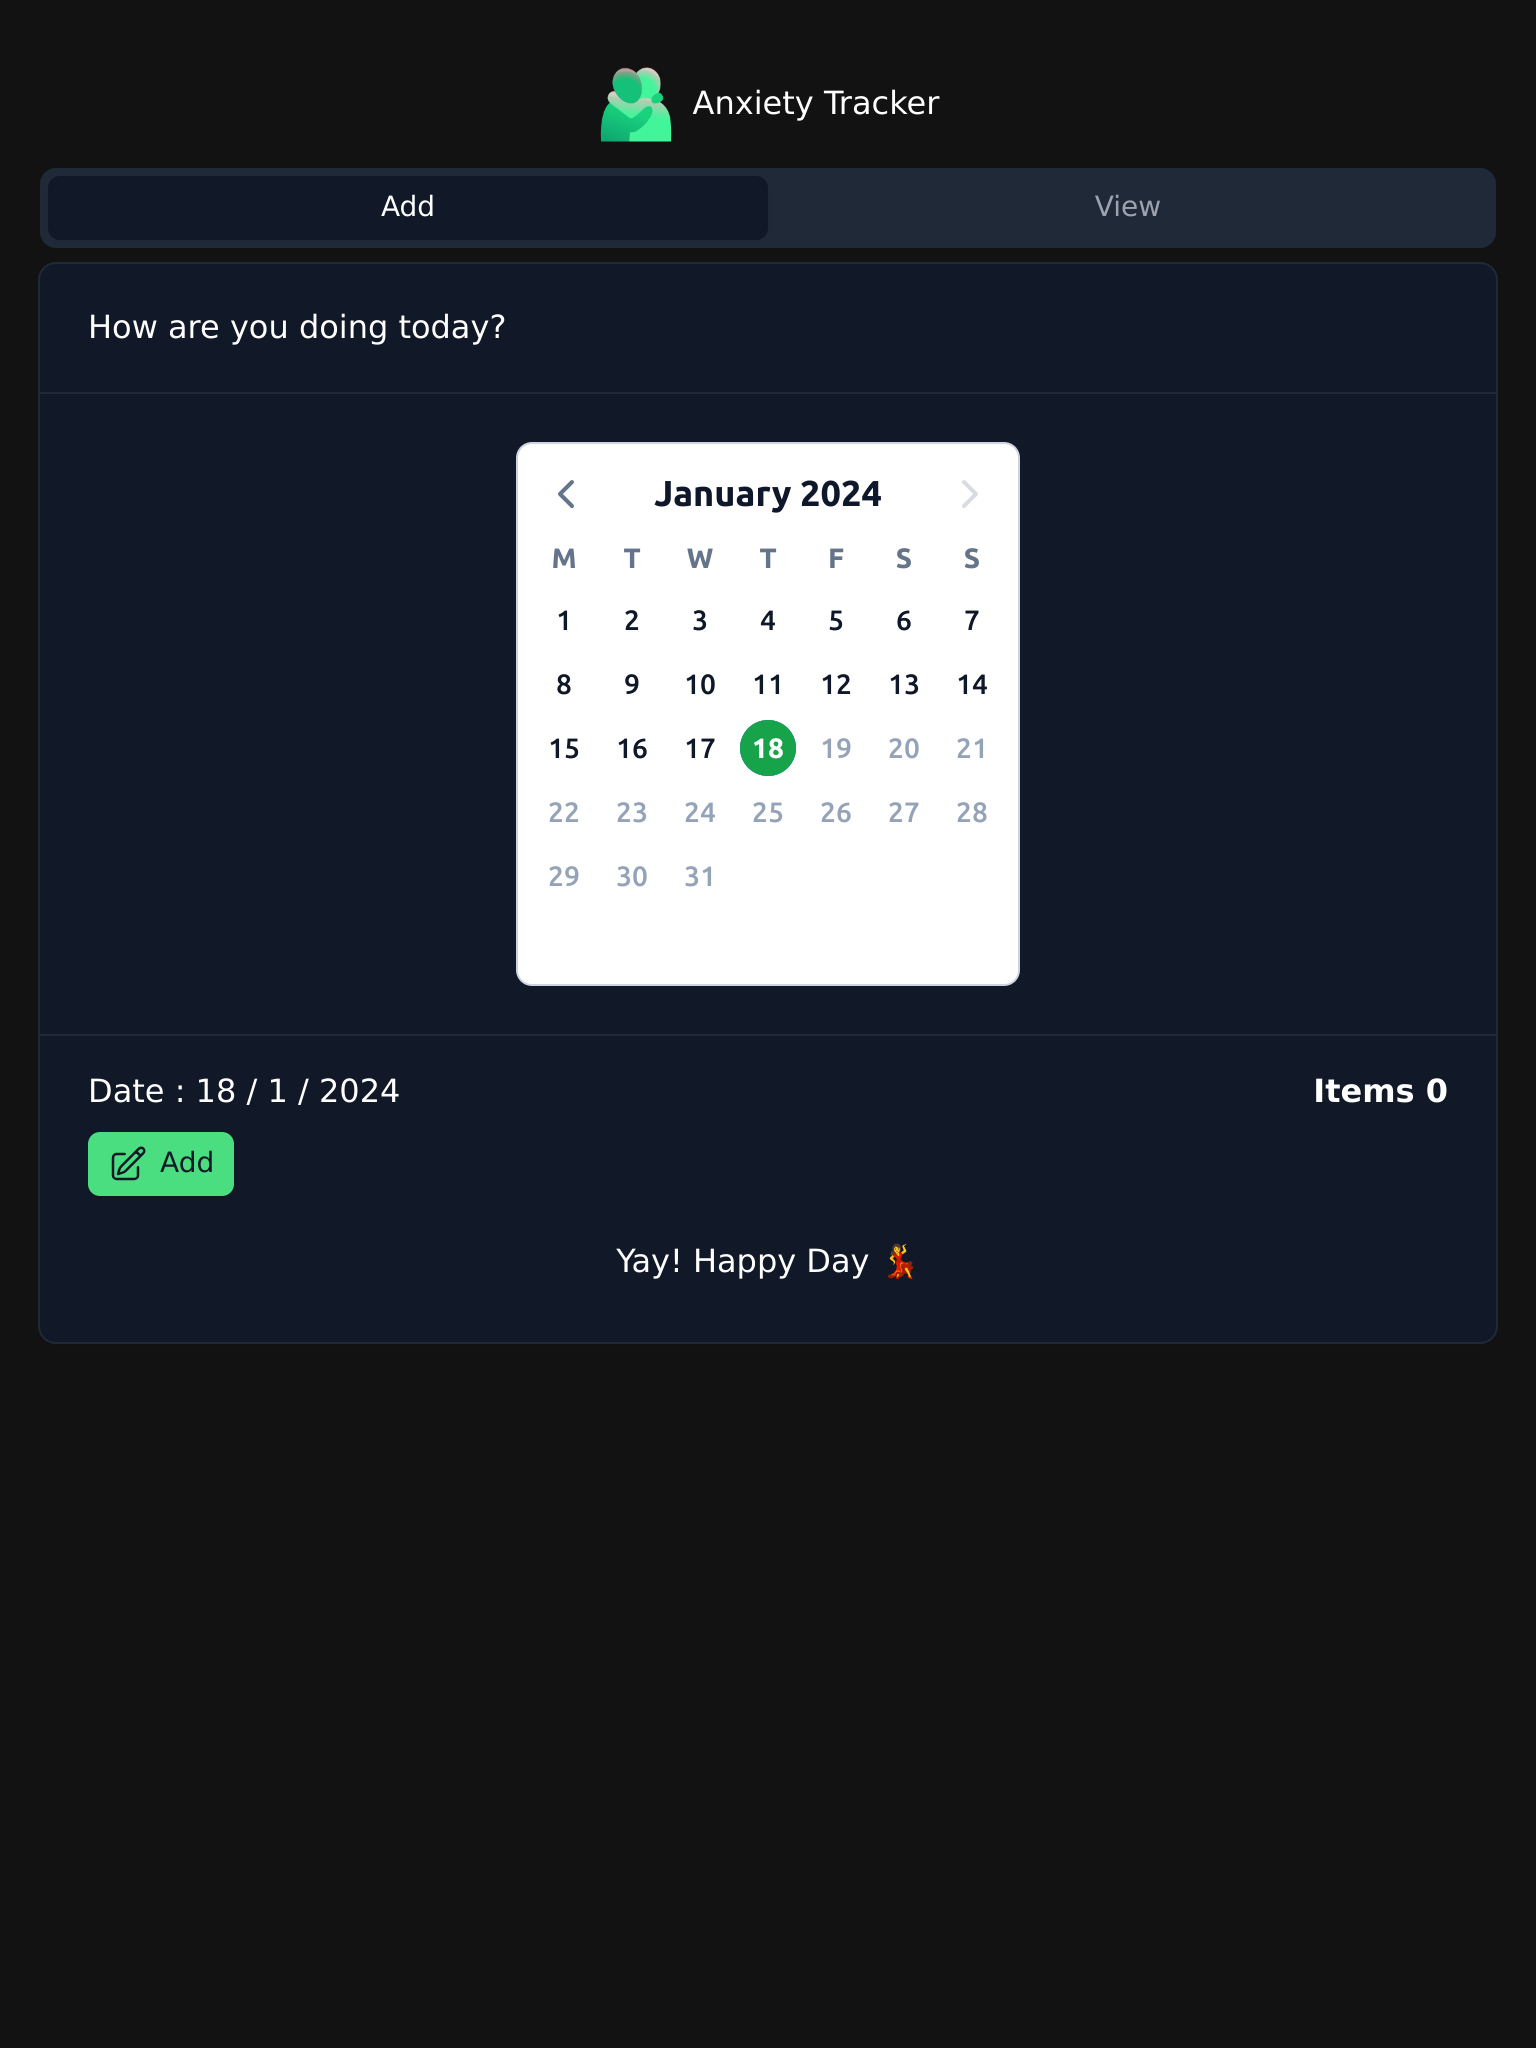 Anxiety Tracker
Add View
How are you doing today?
January 2024
M T W T F S S
1 2 3 4 5 6 7
8 9 10 11 12 13 14
15 16 17 18 19 20 21
22 23 24 25 26 27 28
29 30 31
Date : 18 / 1 / 2024 Items 0
Add
Yay! Happy Day 💃